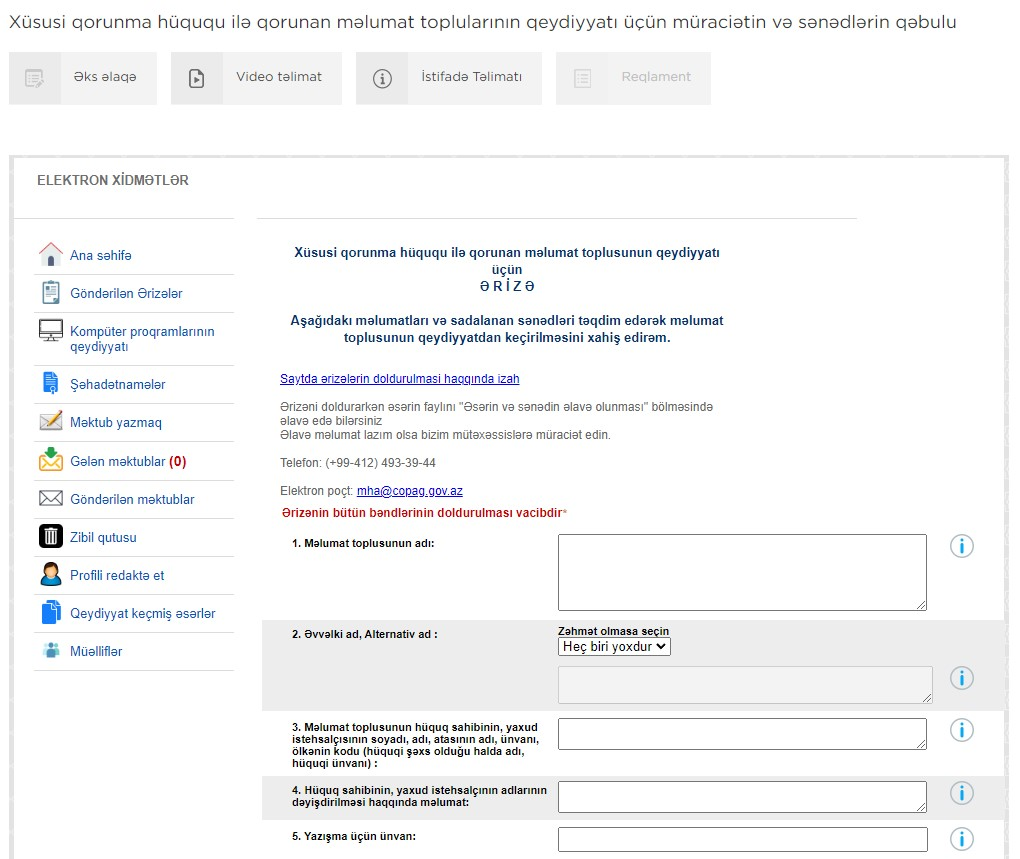 Xüsusi qorunma hüququ ilə qorunan məlumat toplularının qeydiyyatı üçün müraciətin və sənədlərin qəbulu
Əks əlaqə
Video təlimat
İstifadə Təlimatı
Reqlament
ELEKTRON XİDMƏTLƏR
Ana səhifə
Göndərilən Ərizələr
Kompüter proqramlarının
qeydiyyatı
Şəhadətnamələr
Məktub yazmaq
Gələn məktublar (0)
Göndərilən məktublar
Zibil qutusu
Profili redaktə et
Qeydiyyat keçmiş əsərlər
Müəlliflər
Xüsusi qorunma hüququ ilə qorunan məlumat toplusunun qeydiyyatı
üçün
Ə R İ Z Ə
Aşağıdakı məlumatları və sadalanan sənədləri təqdim edərək məlumat
toplusunun qeydiyyatdan keçirilməsini xahiş edirəm.
Saytda ərizələrin doldurulmasi haqqında izah
Ərizəni doldurarkən əsərin faylını "Əsərin və sənədin əlavə olunması" bölməsində
əlavə edə bilərsiniz
Əlavə məlumat lazım olsa bizim mütəxəssislərə müraciət edin.
Telefon: (+99-412) 493-39-44
Elektron poçt: mha@copag.gov.az
Ərizənin bütün bəndlərinin doldurulması vacibdir*
1. Məlumat toplusunun adı:
2. Əvvəlki ad, Alternativ ad :
Zəhmət olmasa seçin
Heç biri yoxdur
3. Məlumat toplusunun hüquq sahibinin, yaxud
istehsalçısının soyadı, adı, atasının adı, ünvanı,
ölkənin kodu (hüquqi şəxs olduğu halda adı,
hüquqi ünvanı) :
4. Hüquq sahibinin, yaxud istehsalçının adlarının
dəyişdirilməsi haqqında məlumat:
5. Yazışma üçün ünvan: